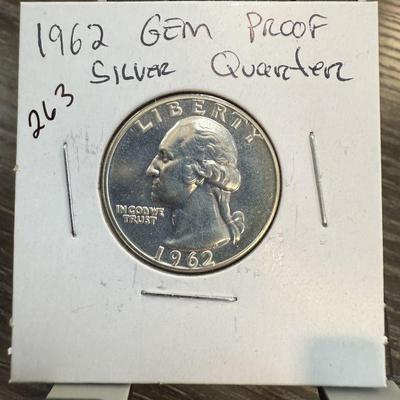 1962 GEM PROOF
SILVER Quarter
263
LIBERTY
IN GOD WE
TRUST
1962